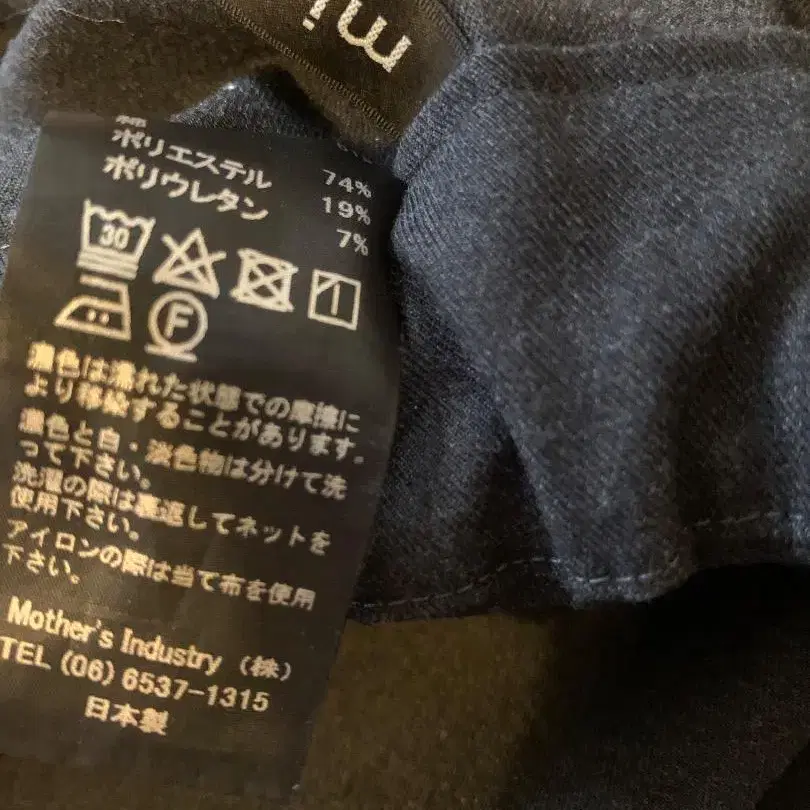 mi
綿 74%
ポリエステル 19%
ポリウレタン 7%
30
F
濃色は濡れた状態での摩擦に
より移染することがあります。
濃色と白・淡色物は分けて洗
って下さい。
洗濯の際は裏返してネットを
使用下さい。
アイロンの際は当て布を使用
下さい。
Mother's Industry (株)
TEL (06) 6537-1315
日本製